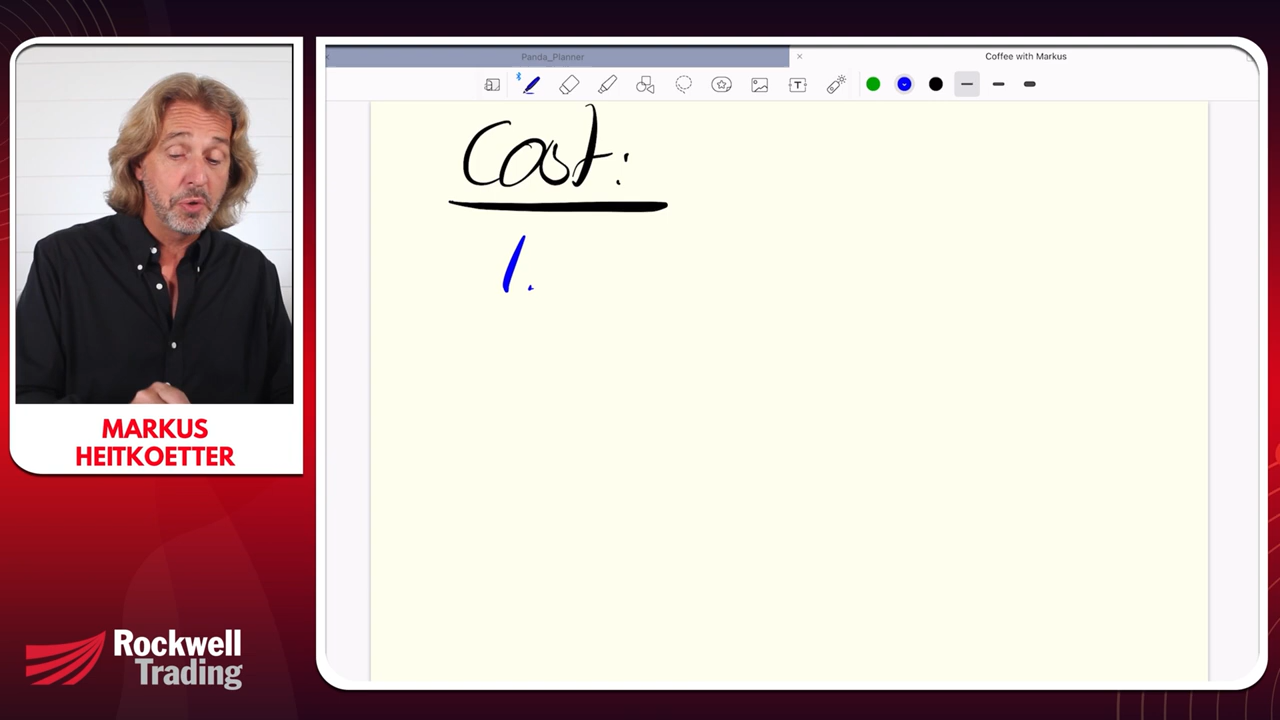 Panda_Planner
Coffee with Markus
Cost:
1.
MARKUS
HEITKOETTER
Rockwell
Trading